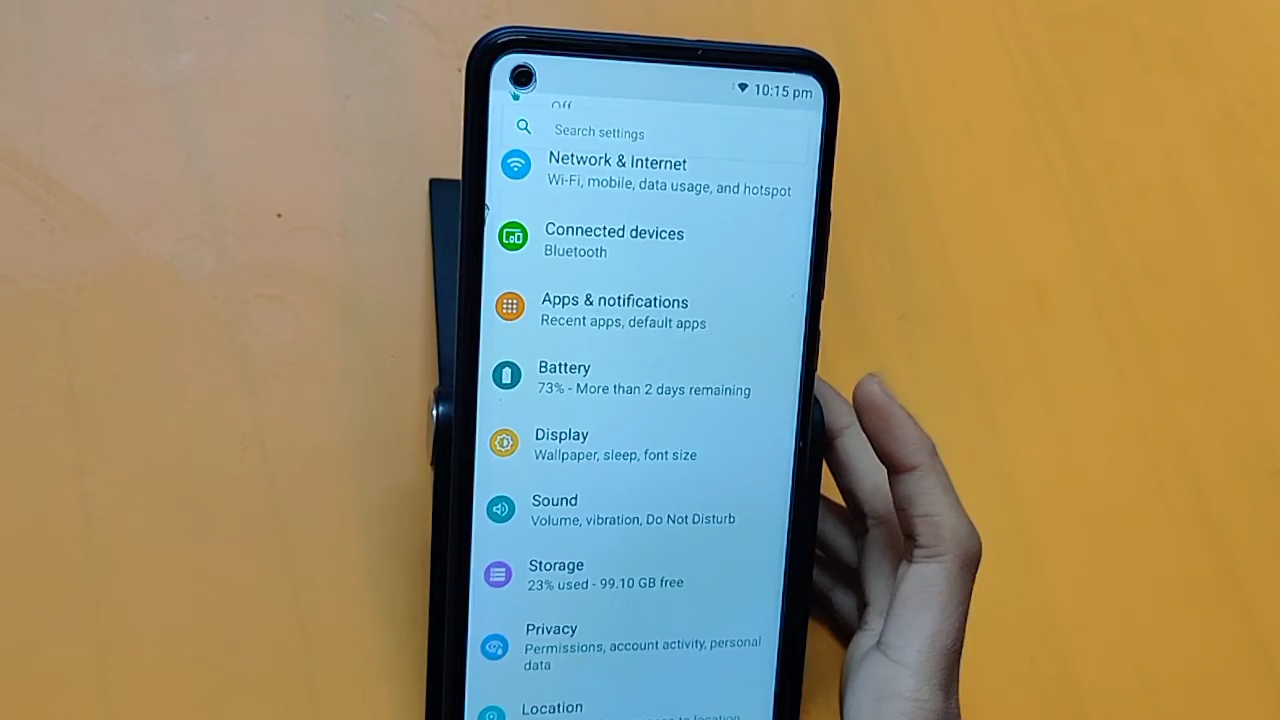 10:15 pm
Off
Search settings
Network & Internet
Wi-Fi, mobile, data usage, and hotspot
Connected devices
Bluetooth
Apps & notifications
Recent apps, default apps
Battery
73% - More than 2 days remaining
Display
Wallpaper, sleep, font size
Sound
Volume, vibration, Do Not Disturb
Storage
23% used - 99.10 GB free
Privacy
Permissions, account activity, personal
data
Location
to location